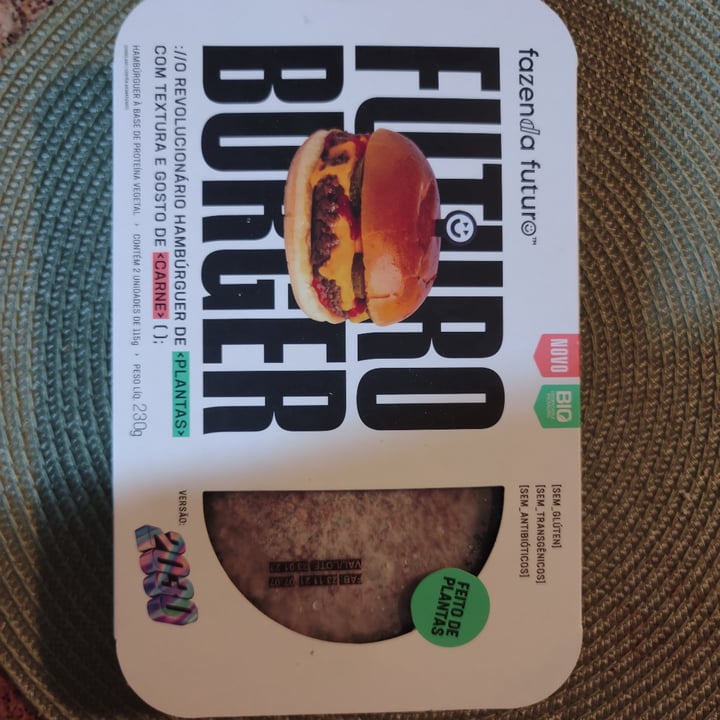 fazenda futuro™
FUTURO
BURGER
://O REVOLUCIONÁRIO HAMBÚRGUER DE <PLANTAS>
COM TEXTURA E GOSTO DE <CARNE>();
HAMBÚRGUER À BASE DE PROTEÍNA VEGETAL > CONTÉM 2 UNIDADES DE 115g > PESO LÍQ. 230g
NOVO
BIO
[SEM_GLÚTEN]
[SEM_TRANSGÊNICOS]
[SEM_ANTIBIÓTICOS]
FEITO DE
PLANTAS
VERSÃO:
2030